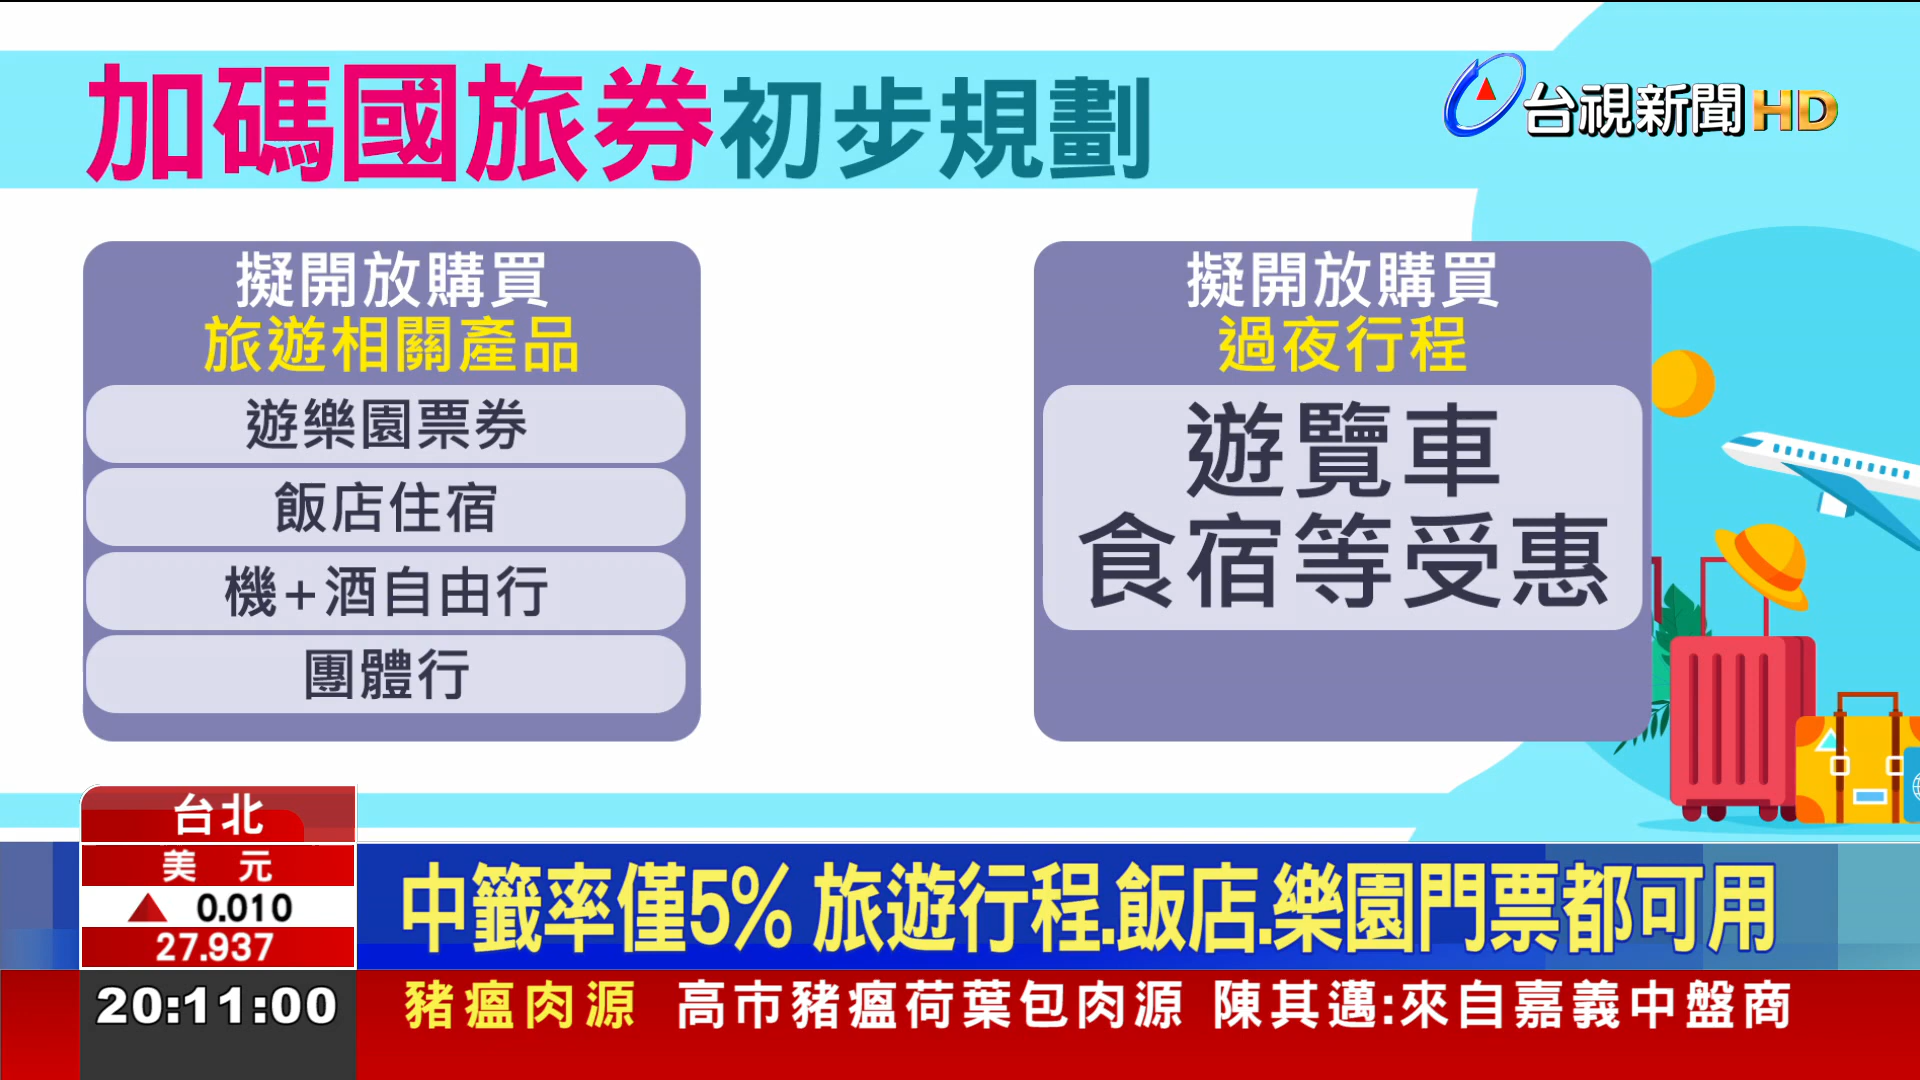 加碼國旅券初步規劃
台視新聞HD
擬開放購買
旅遊相關產品
遊樂園票券
飯店住宿
機+酒自由行
團體行
擬開放購買
過夜行程
遊覽車
食宿等受惠
台北
美 元
▲ 0.010
27.937
20:11:00
中籤率僅5% 旅遊行程.飯店.樂園門票都可用
豬瘟肉源 高市豬瘟荷葉包肉源 陳其邁:來自嘉義中盤商